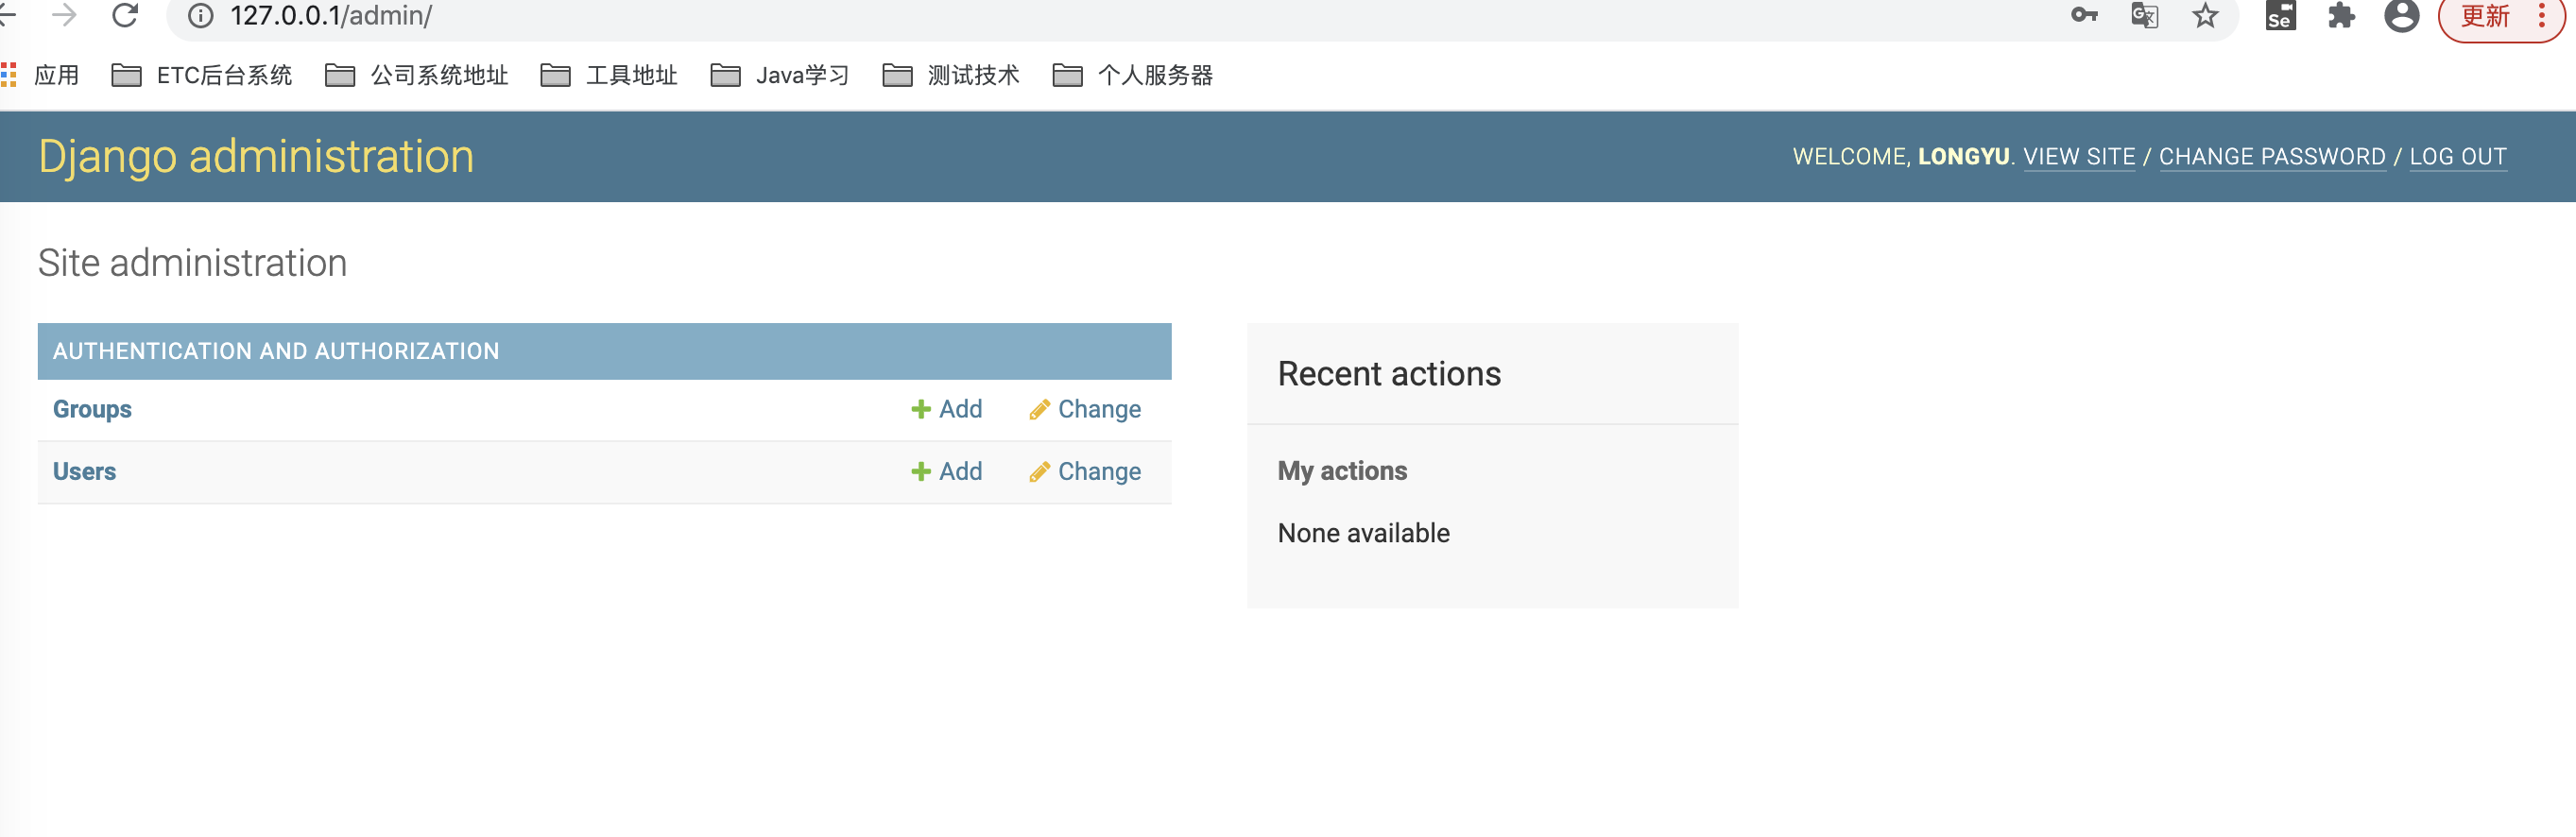 127.0.0.1/admin/
Se
更新
应用 ETC后台系统 公司系统地址 工具地址 Java学习 测试技术 个人服务器
Django administration
WELCOME, LONGYU. VIEW SITE / CHANGE PASSWORD / LOG OUT
Site administration
AUTHENTICATION AND AUTHORIZATION
Groups Add Change
Users Add Change
Recent actions
My actions
None available